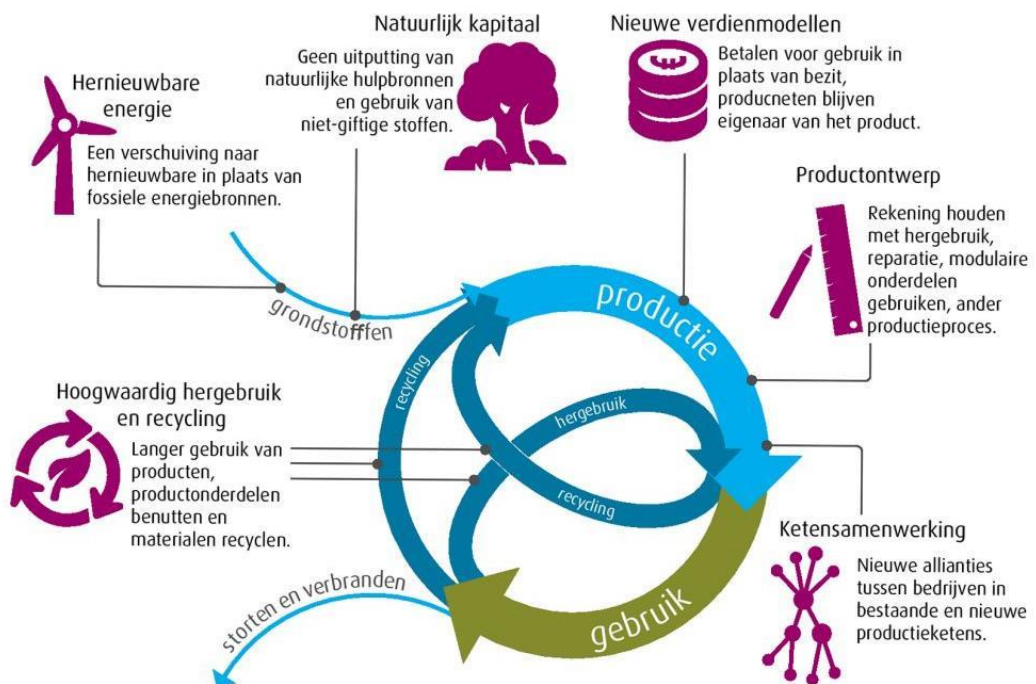 Natuurlijk kapitaal
Geen uitputting van
natuurlijke hulpbronnen
en gebruik van
niet-giftige stoffen.
Nieuwe verdienmodellen
Betalen voor gebruik in
plaats van bezit,
producneten blijven
eigenaar van het product.
Hernieuwbare
energie
Een verschuiving naar
hernieuwbare in plaats van
fossiele energiebronnen.
Productontwerp
Rekening houden
met hergebruik,
reparatie, modulaire
onderdelen
gebruiken, ander
productieproces.
grondstoffen
productie
recycling
hergebruik
recycling
gebruik
Hoogwaardig hergebruik
en recycling
Langer gebruik van
producten,
productonderdelen
benutten en
materialen recyclen.
Ketensamenwerking
Nieuwe allianties
tussen bedrijven in
bestaande en nieuwe
productieketens.
storten en verbranden